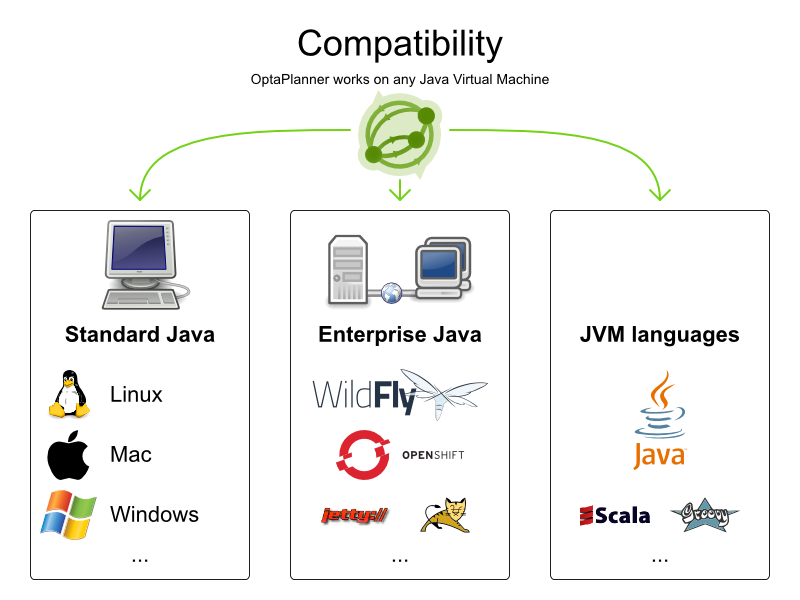 Compatibility
OptaPlanner works on any Java Virtual Machine
Standard Java
Linux
Mac
Windows
...
Enterprise Java
WildFly
OPENSHIFT
jetty://
...
JVM languages
Java
Scala
Groovy
...